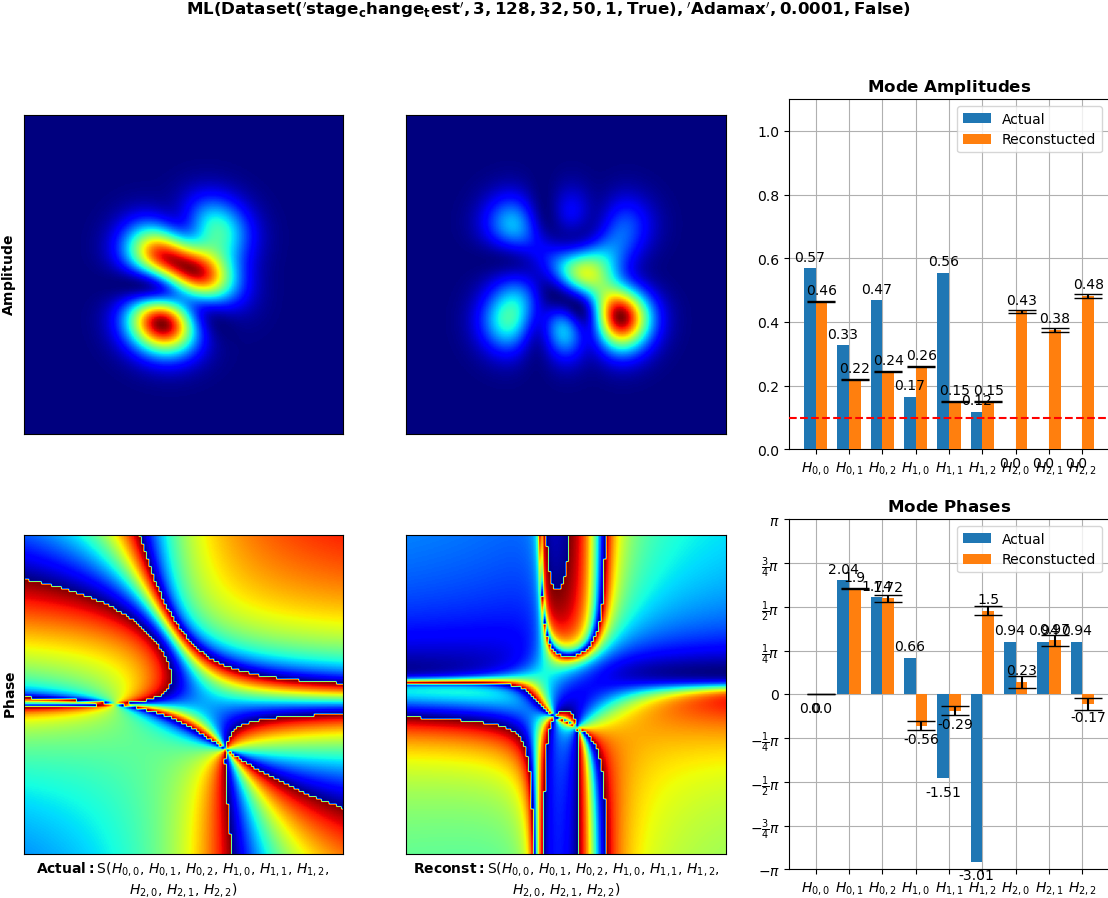 ML(Dataset('stage_change_test', 3, 128, 32, 50, 1, True), 'Adamax', 0.0001, False)
Amplitude
Mode Amplitudes
Actual
Reconstucted
1.0
0.8
0.6
0.4
0.2
0.0
0.57
0.46
0.33
0.22
0.47
0.24
0.17
0.26
0.56
0.15
0.12
0.15
0.0
0.43
0.0
0.38
0.0
0.48
H0,0 H0,1 H0,2 H1,0 H1,1 H1,2 H2,0 H2,1 H2,2
Phase
Mode Phases
Actual
Reconstucted
π
3/4π
1/2π
1/4π
0
−1/4π
−1/2π
−3/4π
−π
0.0
0.0
2.04
1.9
1.74
1.72
0.66
-0.56
-1.51
-0.29
-3.01
1.5
0.94
0.23
0.94
0.97
0.94
-0.17
H0,0 H0,1 H0,2 H1,0 H1,1 H1,2 H2,0 H2,1 H2,2
Actual: S(H0,0, H0,1, H0,2, H1,0, H1,1, H1,2,
H2,0, H2,1, H2,2)
Reconst: S(H0,0, H0,1, H0,2, H1,0, H1,1, H1,2,
H2,0, H2,1, H2,2)